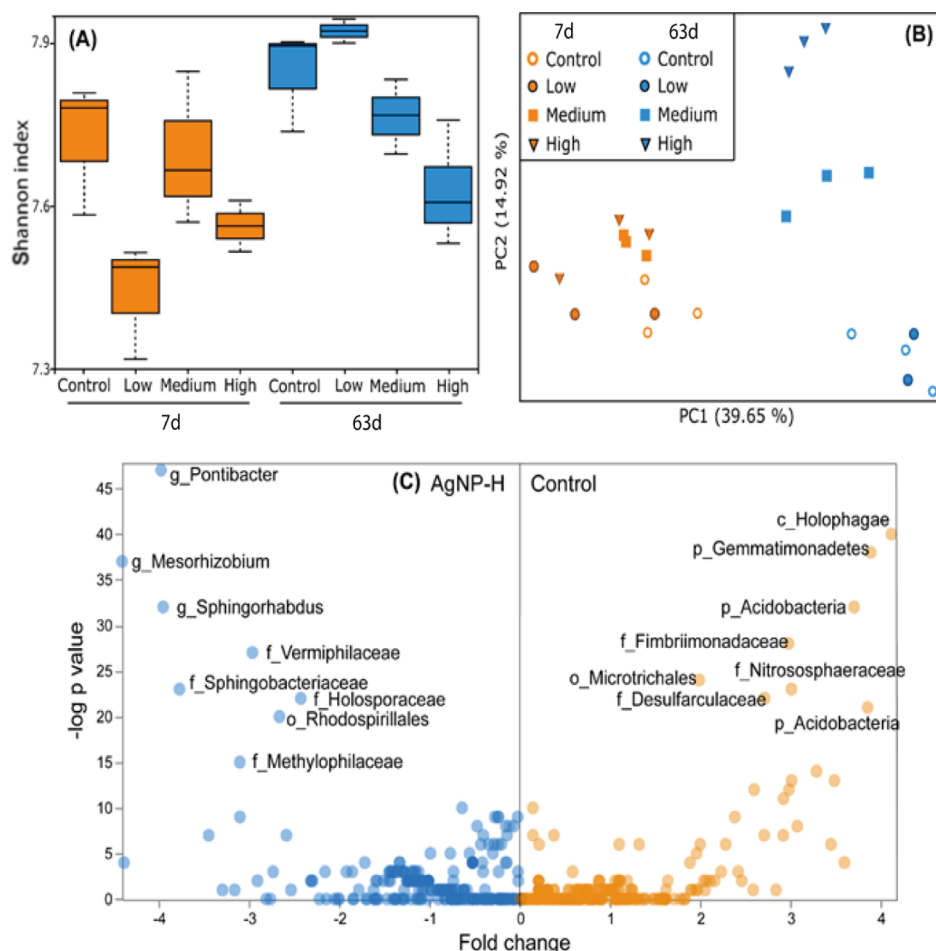 (A)
Shannon index
7.9
7.6
7.3
Control Low Medium High Control Low Medium High
7d 63d
(B)
7d 63d
Control Control
Low Low
Medium Medium
High High
PC2 (14.92 %)
PC1 (39.65 %)
(C) AgNP-H Control
-log p value
45
40
35
30
25
20
15
10
5
0
g_Pontibacter
c_Holophagae
p_Gemmatimonadetes
g_Mesorhizobium
g_Sphingorhabdus
p_Acidobacteria
f_Fimbriimonadaceae
f_Vermiphilaceae
f_Nitrososphaeraceae
o_Microtrichales
f_Sphingobacteriaceae
f_Holosporaceae
f_Desulfarculaceae
o_Rhodospirillales
p_Acidobacteria
f_Methylophilaceae
-4 -3 -2 -1 0 1 2 3 4
Fold change